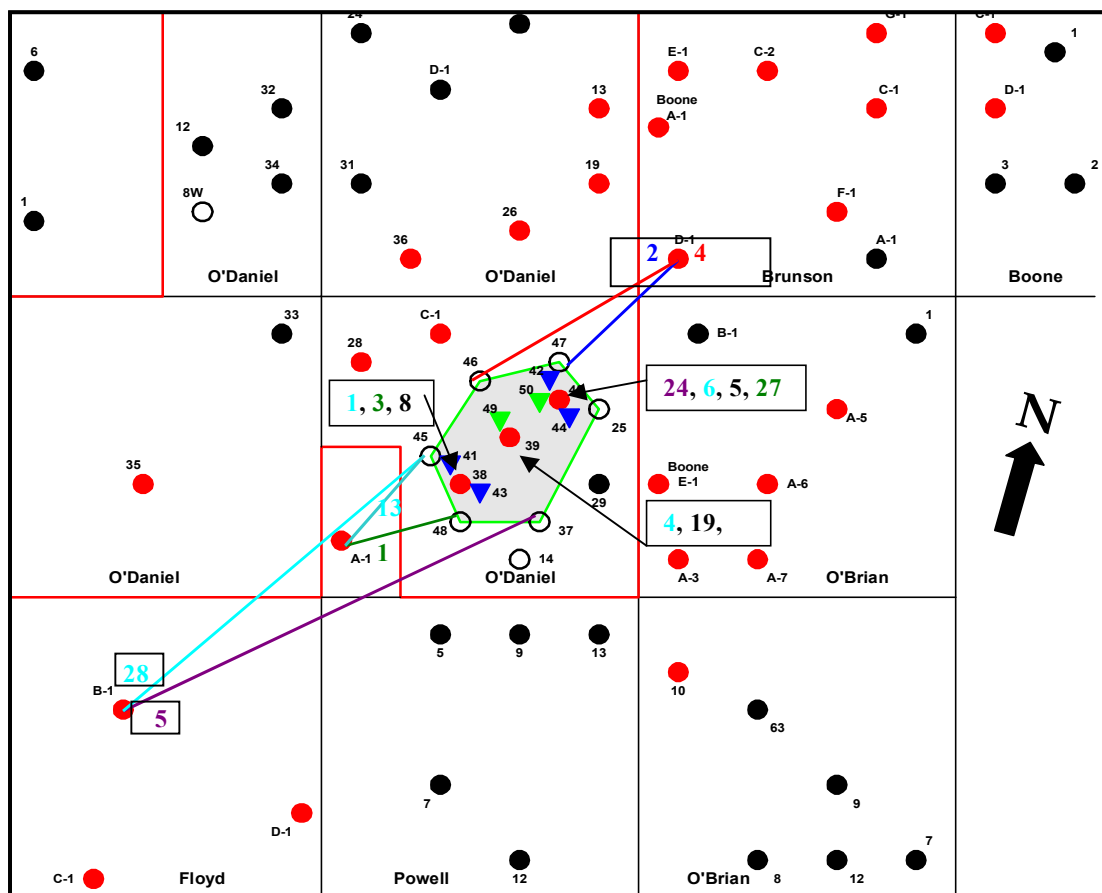 24
G-1
C-1
6
E-1
C-2
1
D-1
13
Boone
A-1
C-1
D-1
32
12
34
8W
1
31
19
26
36
F-1
A-1
3
2
D-1
2 4
O'Daniel
O'Daniel
Brunson
Boone
33
C-1
28
46
47
B-1
1
42
50
49
44
25
24, 6, 5, 27
1, 3, 8
45
41
38
43
39
A-5
35
29
Boone
E-1
A-6
13
48
37
4, 19,
A-1
1
14
A-3
A-7
O'Daniel
O'Daniel
O'Brian
N
5
9
13
10
28
B-1
5
63
7
9
D-1
7
C-1
Floyd
Powell
12
O'Brian
8
12